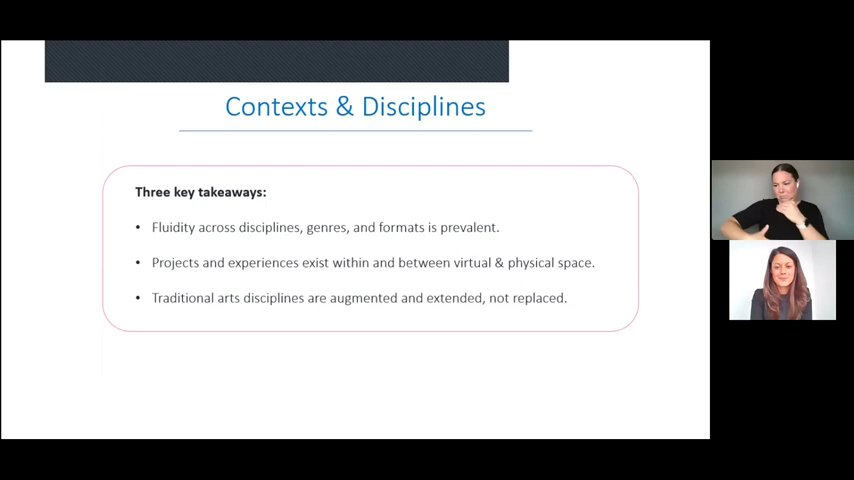 Contexts & Disciplines
Three key takeaways:
• Fluidity across disciplines, genres, and formats is prevalent.
• Projects and experiences exist within and between virtual & physical space.
• Traditional arts disciplines are augmented and extended, not replaced.